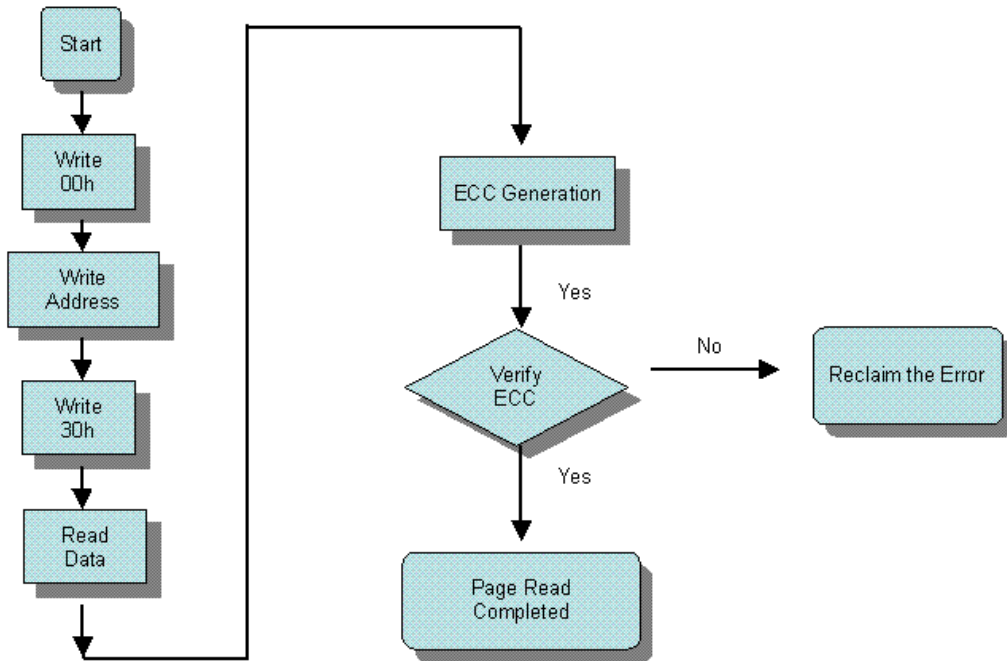 Start
Write
00h
Write
Address
Write
30h
Read
Data
ECC Generation
Yes
Verify
ECC
No
Reclaim the Error
Yes
Page Read
Completed